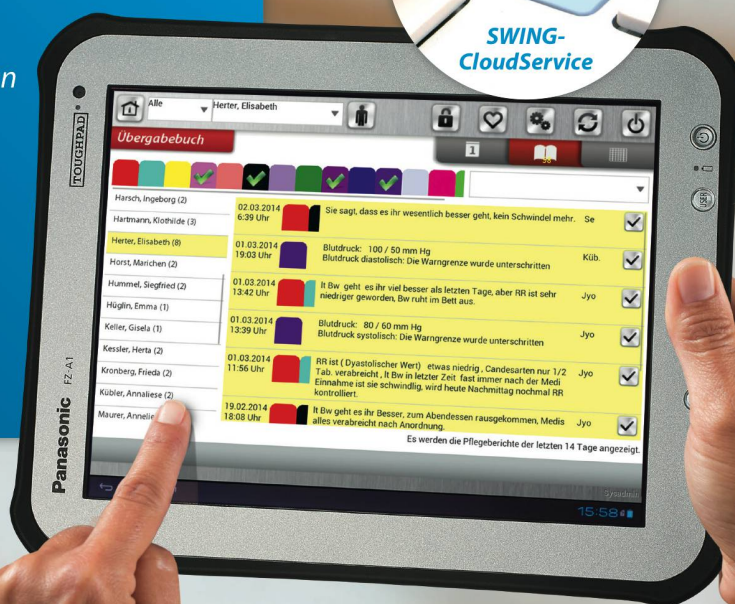 n
SWING-
CloudService
TOUGHPAD
Panasonic FZ-A1
USER
Alle
Herter, Elisabeth
Übergabebuch
1
36
Harsch, Ingeborg (2)
Hartmann, Klothilde (3)
Herter, Elisabeth (8)
Horst, Marichen (2)
Hummel, Siegfried (2)
Hüglin, Emma (1)
Keller, Gisela (1)
Kessler, Herta (2)
Kronberg, Frieda (2)
Kübler, Annaliese (2)
Maurer, Annelie
02.03.2014
6:39 Uhr
Sie sagt, dass es ihr wesentlich besser geht, kein Schwindel mehr.
Se
01.03.2014
19:03 Uhr
Blutdruck: 100 / 50 mm Hg
Blutdruck diastolisch: Die Warngrenze wurde unterschritten
Küb.
01.03.2014
13:42 Uhr
lt Bw geht es ihr viel besser als letzten Tage, aber RR ist sehr
niedriger geworden, Bw ruht im Bett aus.
Jyo
01.03.2014
13:39 Uhr
Blutdruck: 80 / 60 mm Hg
Blutdruck systolisch: Die Warngrenze wurde unterschritten
Jyo
01.03.2014
11:56 Uhr
RR ist ( Dyastolischer Wert) etwas niedrig , Candesarten nur 1/2
Tab. verabreicht , lt Bw in letzter Zeit fast immer nach der Medi
Einnahme ist sie schwindlig, wird heute Nachmittag nochmal RR
kontrolliert.
Jyo
19.02.2014
18:08 Uhr
lt Bw geht es ihr Besser, zum Abendessen rausgekommen, Medis
alles verabreicht nach Anordnung.
Jyo
Es werden die Pflegeberichte der letzten 14 Tage angezeigt.
Sysadmin
15:58